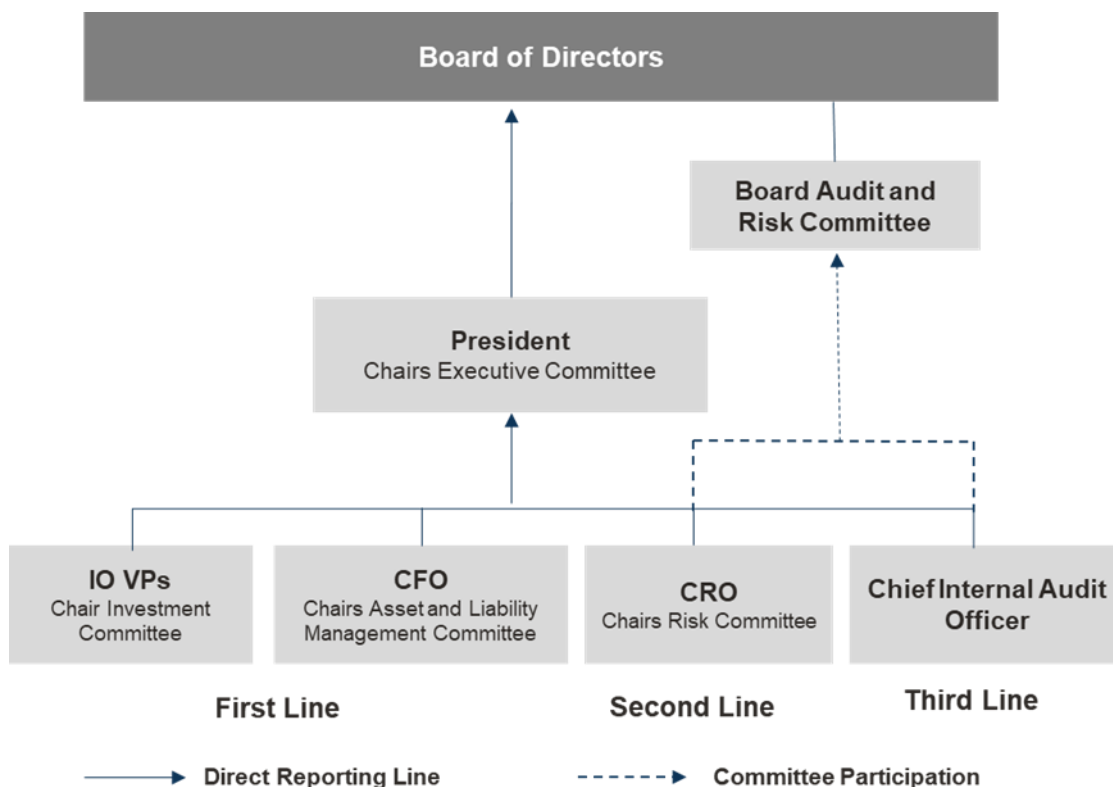 Board of Directors
Board Audit and
Risk Committee
President
Chairs Executive Committee
IO VPs
Chair Investment
Committee
CFO
Chairs Asset and Liability
Management Committee
CRO
Chairs Risk Committee
Chief Internal Audit
Officer
First Line
Second Line
Third Line
Direct Reporting Line
Committee Participation